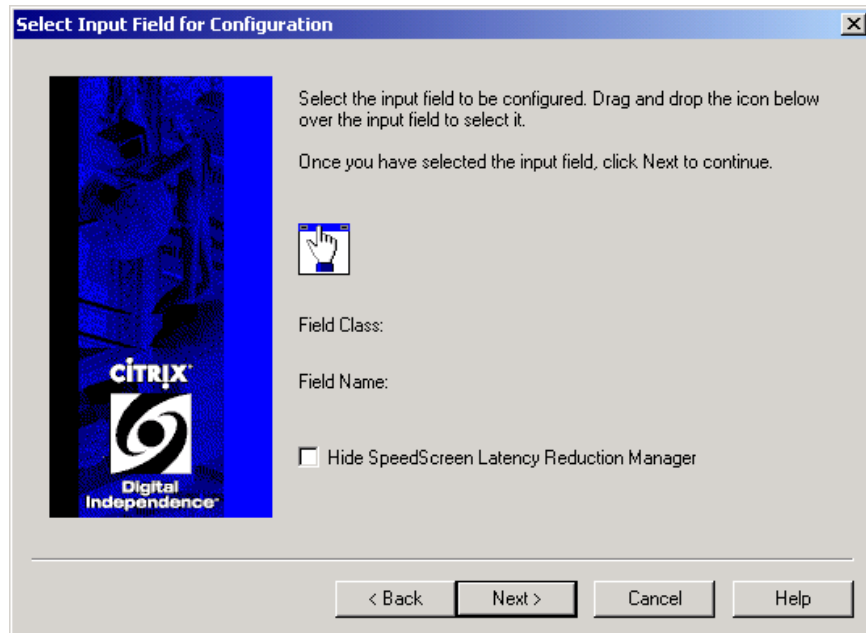 Select Input Field for Configuration
Select the input field to be configured. Drag and drop the icon below
over the input field to select it.
Once you have selected the input field, click Next to continue.
Field Class:
Field Name:
CİTRIX
Digital
Independence
Hide SpeedScreen Latency Reduction Manager
< Back
Next >
Cancel
Help